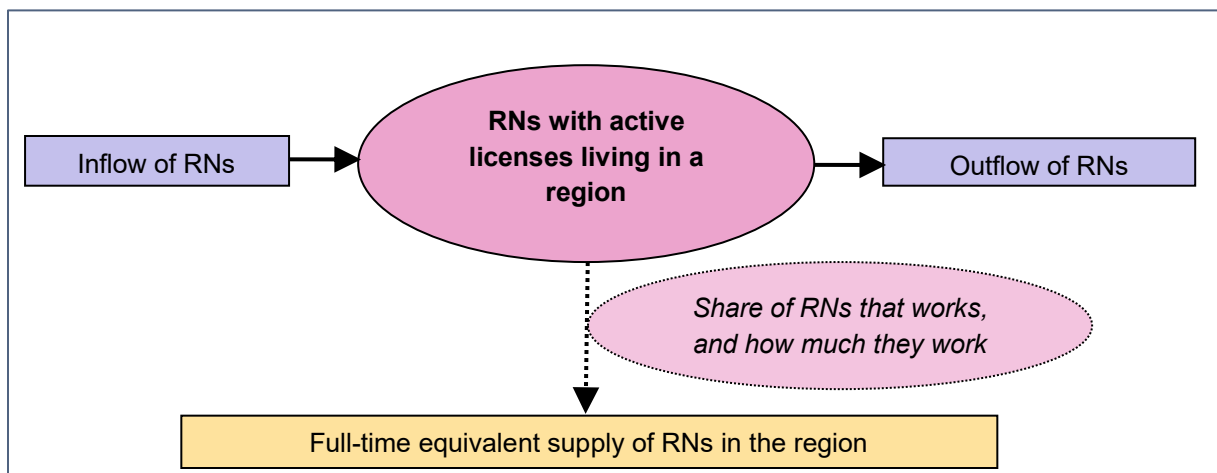 RNs with active
licenses living in a
region
Inflow of RNs
Outflow of RNs
Share of RNs that works,
and how much they work
Full-time equivalent supply of RNs in the region